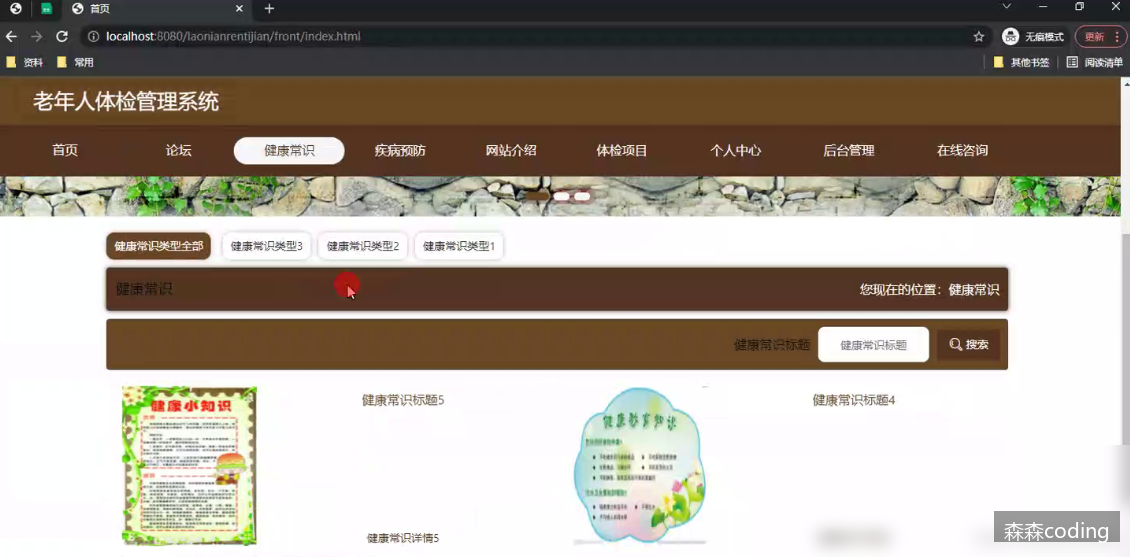 首页
localhost:8080/laonianrentijian/front/index.html
无痕模式
更新
资料
常用
其他书签
阅读清单
老年人体检管理系统
首页
论坛
健康常识
疾病预防
网站介绍
体检项目
个人中心
后台管理
在线咨询
健康常识类型全部
健康常识类型3
健康常识类型2
健康常识类型1
健康常识
您现在的位置：健康常识
健康常识标题
健康常识标题
搜索
健康小知识
健康常识标题5
健康教育知识
健康常识标题4
健康常识详情5
森森coding